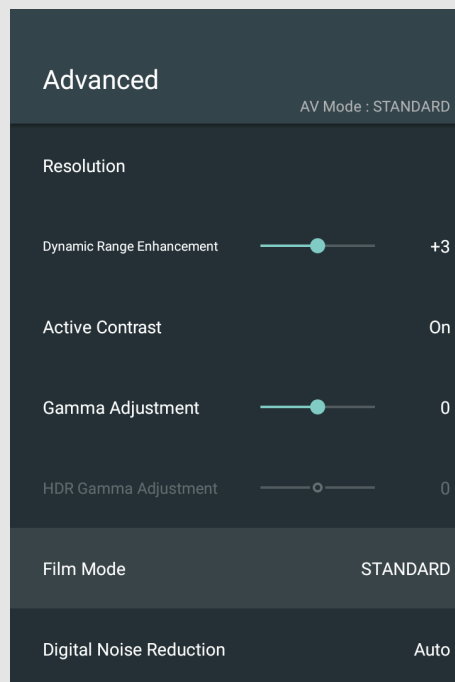 Advanced
AV Mode : STANDARD
Resolution
Dynamic Range Enhancement +3
Active Contrast On
Gamma Adjustment 0
HDR Gamma Adjustment 0
Film Mode STANDARD
Digital Noise Reduction Auto